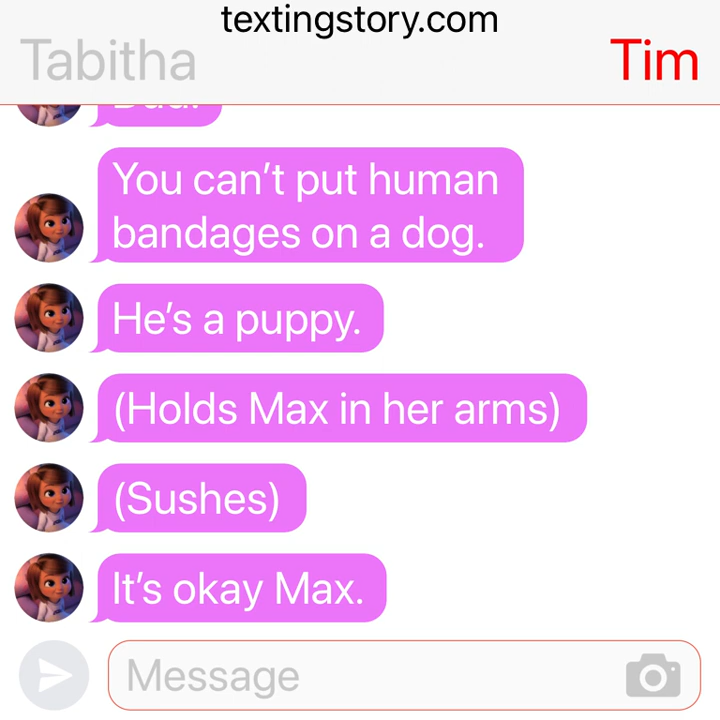 textingstory.com
Tabitha
Tim
You can’t put human
bandages on a dog.
He’s a puppy.
(Holds Max in her arms)
(Sushes)
It’s okay Max.
Message